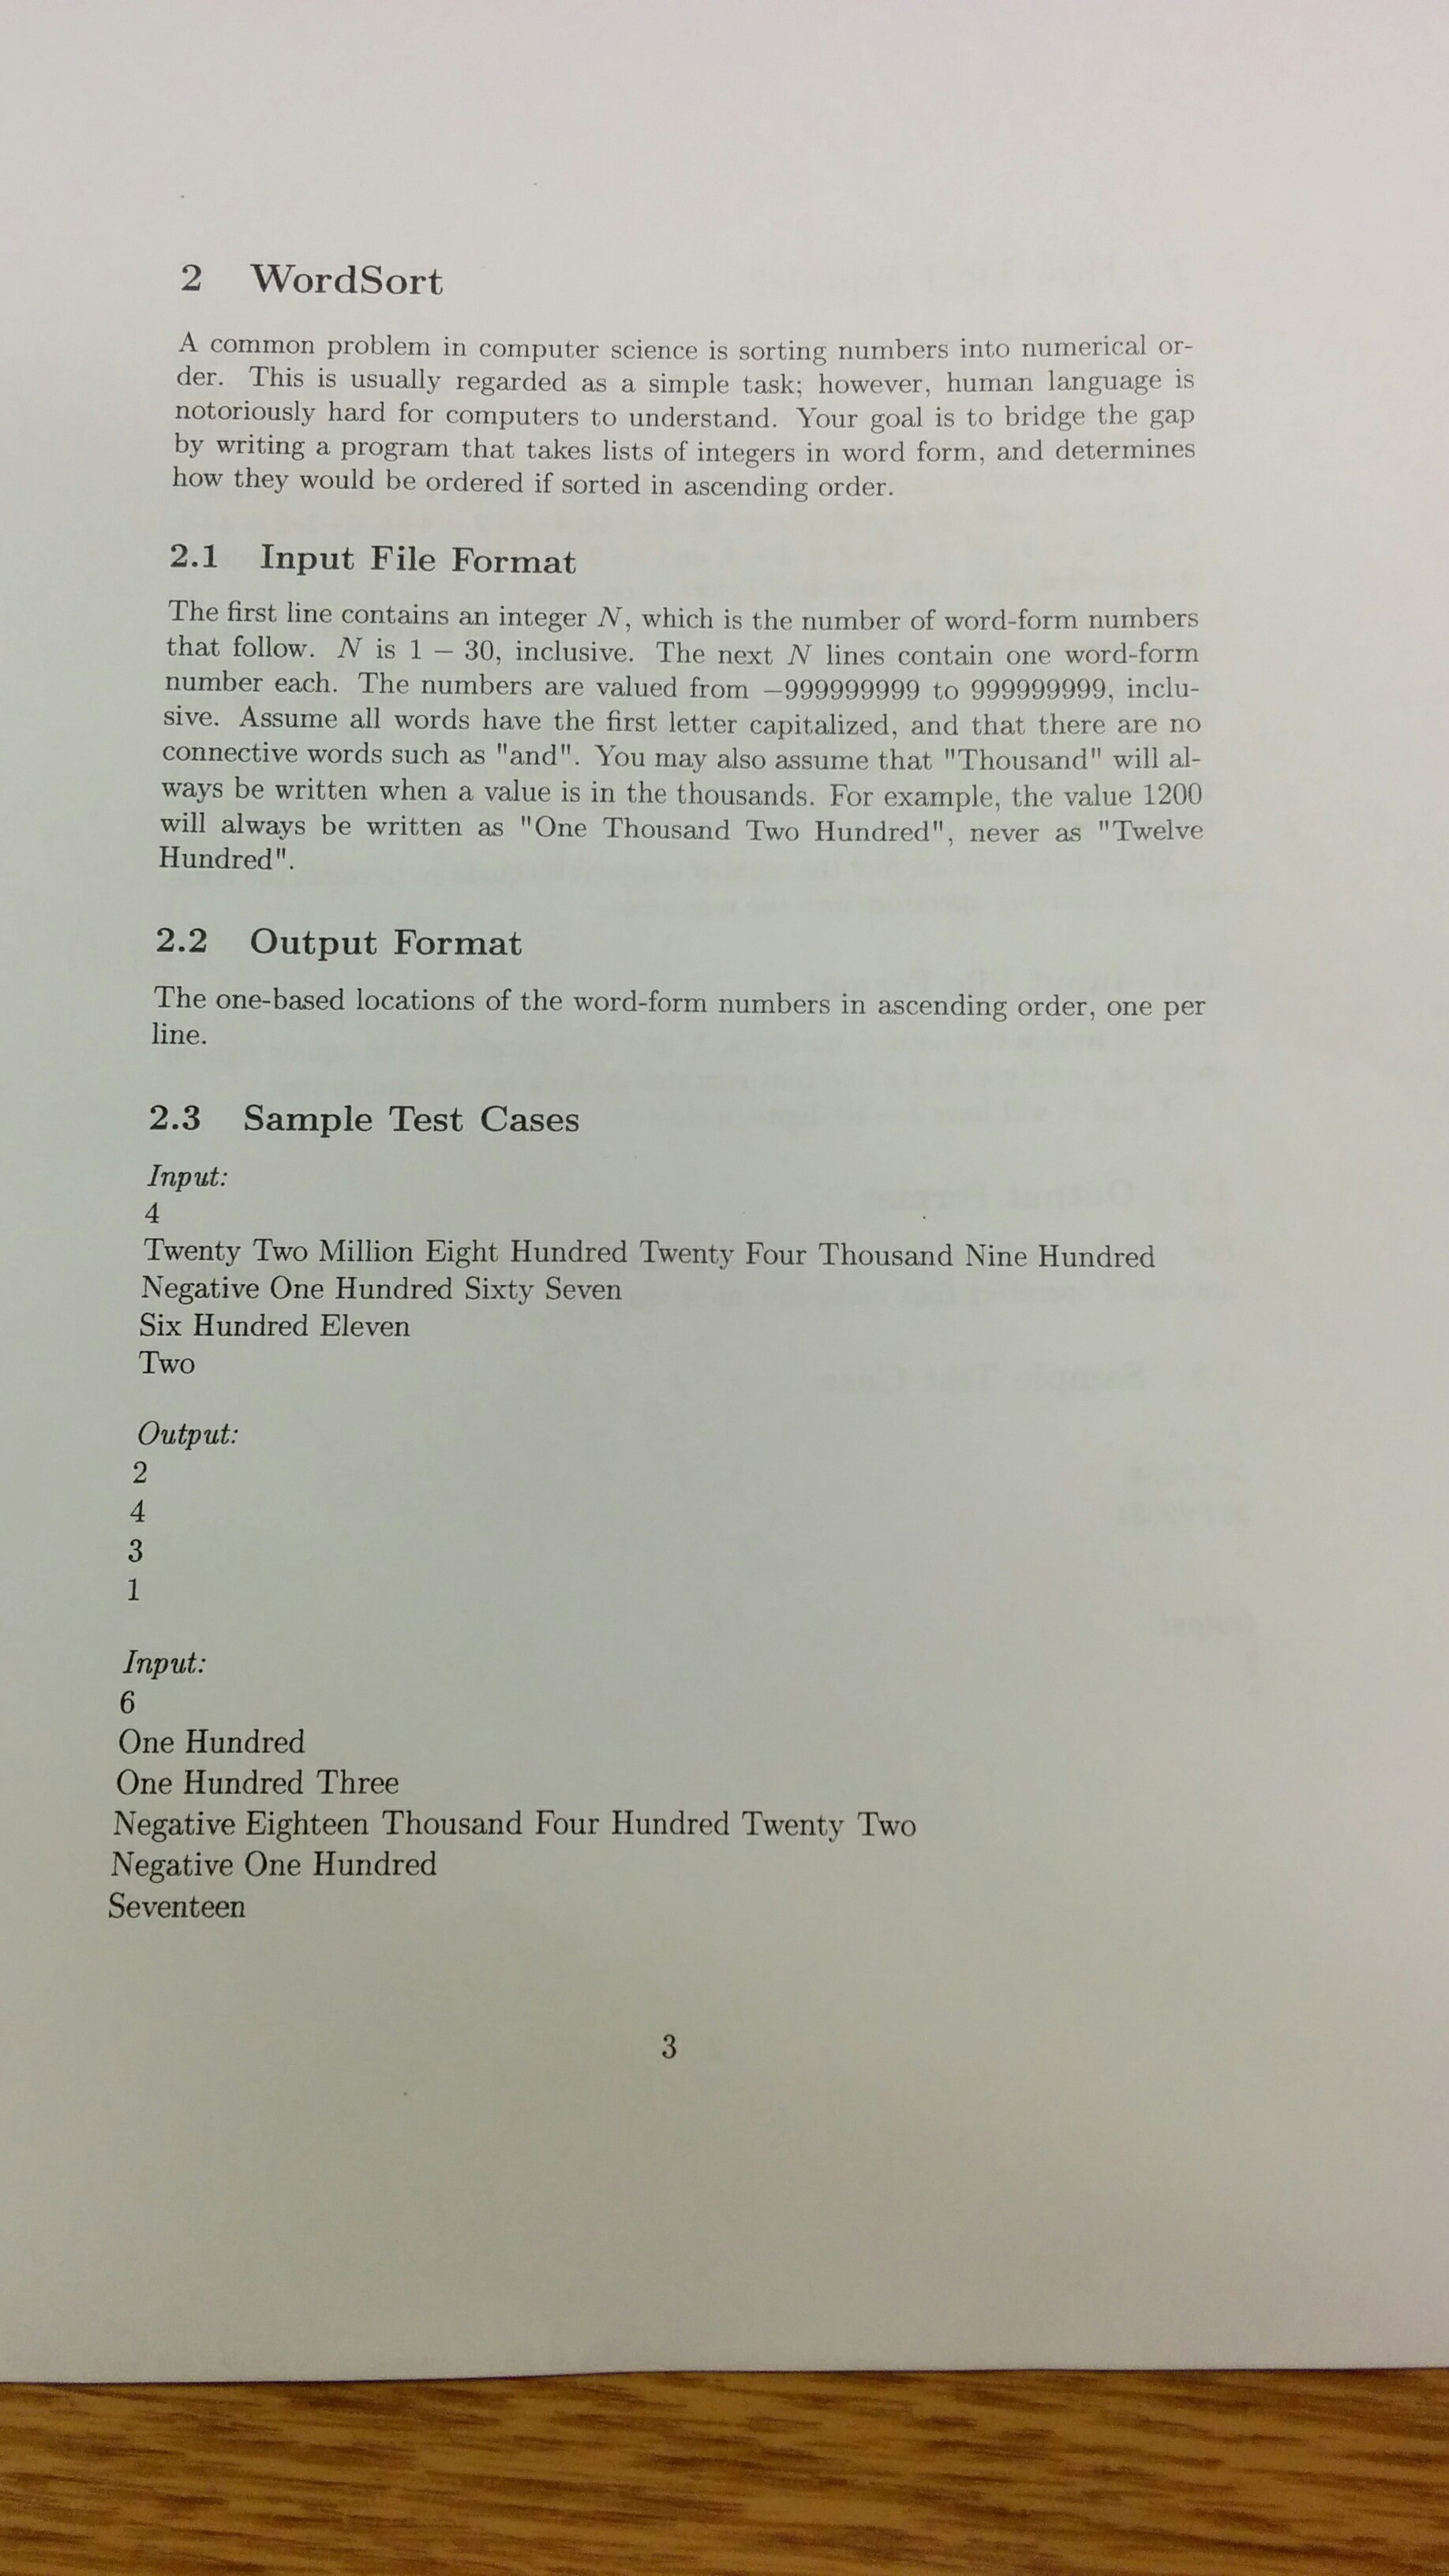 2 WordSort
A common problem in computer science is sorting numbers into numerical or-
der. This is usually regarded as a simple task; however, human language is
notoriously hard for computers to understand. Your goal is to bridge the gap
by writing a program that takes lists of integers in word form, and determines
how they would be ordered if sorted in ascending order.
2.1 Input File Format
The first line contains an integer N, which is the number of word-form numbers
that follow. N is 1 – 30, inclusive. The next N lines contain one word-form
number each. The numbers are valued from −999999999 to 999999999, inclu-
sive. Assume all words have the first letter capitalized, and that there are no
connective words such as "and". You may also assume that "Thousand" will al-
ways be written when a value is in the thousands. For example, the value 1200
will always be written as "One Thousand Two Hundred", never as "Twelve
Hundred".
2.2 Output Format
The one-based locations of the word-form numbers in ascending order, one per
line.
2.3 Sample Test Cases
Input:
4
Twenty Two Million Eight Hundred Twenty Four Thousand Nine Hundred
Negative One Hundred Sixty Seven
Six Hundred Eleven
Two
Output:
2
4
3
1
Input:
6
One Hundred
One Hundred Three
Negative Eighteen Thousand Four Hundred Twenty Two
Negative One Hundred
Seventeen
3